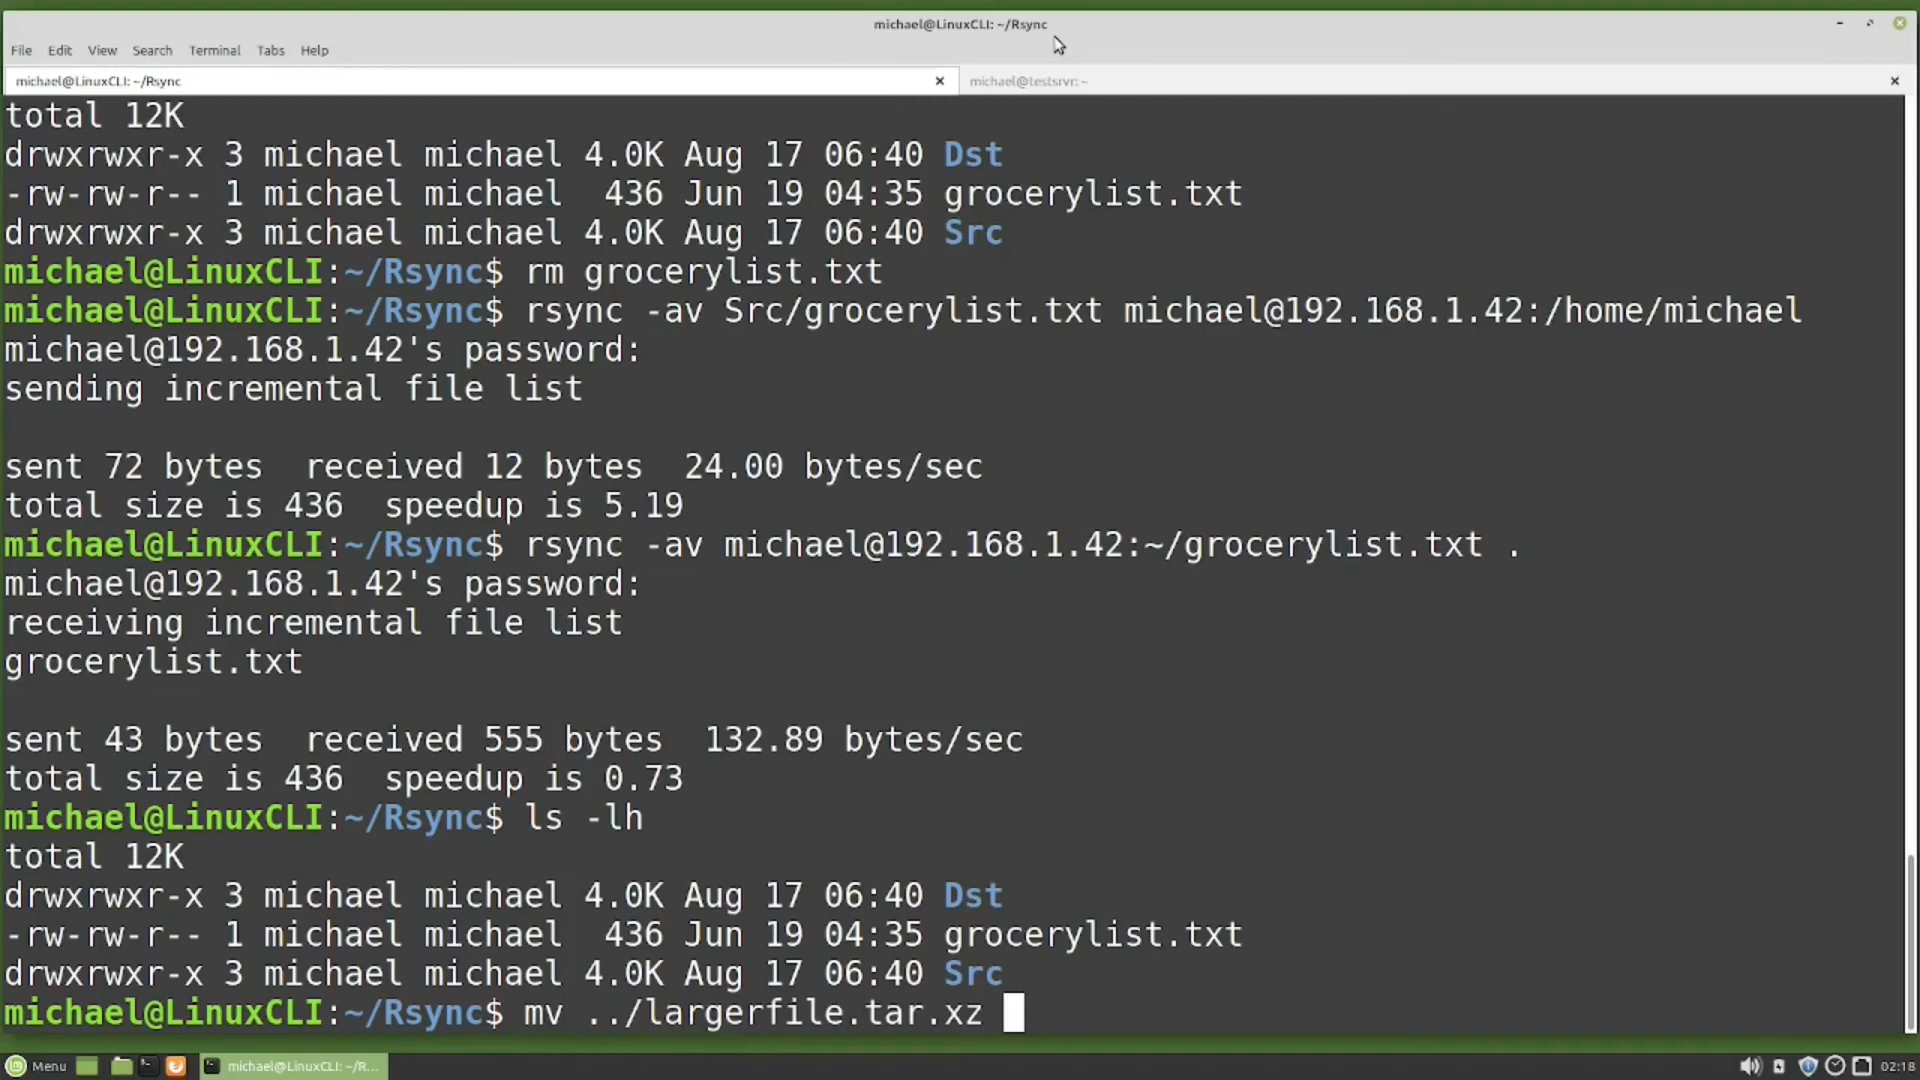 michael@LinuxCLI: ~/Rsync
File Edit View Search Terminal Tabs Help
michael@LinuxCLI: ~/Rsync michael@testsrvr: ~
total 12K
drwxrwxr-x 3 michael michael 4.0K Aug 17 06:40 Dst
-rw-rw-r-- 1 michael michael  436 Jun 19 04:35 grocerylist.txt
drwxrwxr-x 3 michael michael 4.0K Aug 17 06:40 Src
michael@LinuxCLI:~/Rsync$ rm grocerylist.txt
michael@LinuxCLI:~/Rsync$ rsync -av Src/grocerylist.txt michael@192.168.1.42:/home/michael
michael@192.168.1.42's password:
sending incremental file list
sent 72 bytes  received 12 bytes  24.00 bytes/sec
total size is 436  speedup is 5.19
michael@LinuxCLI:~/Rsync$ rsync -av michael@192.168.1.42:~/grocerylist.txt .
michael@192.168.1.42's password:
receiving incremental file list
grocerylist.txt
sent 43 bytes  received 555 bytes  132.89 bytes/sec
total size is 436  speedup is 0.73
michael@LinuxCLI:~/Rsync$ ls -lh
total 12K
drwxrwxr-x 3 michael michael 4.0K Aug 17 06:40 Dst
-rw-rw-r-- 1 michael michael  436 Jun 19 04:35 grocerylist.txt
drwxrwxr-x 3 michael michael 4.0K Aug 17 06:40 Src
michael@LinuxCLI:~/Rsync$ mv ../largerfile.tar.xz
Menu michael@LinuxCLI: ~/R... 02:18